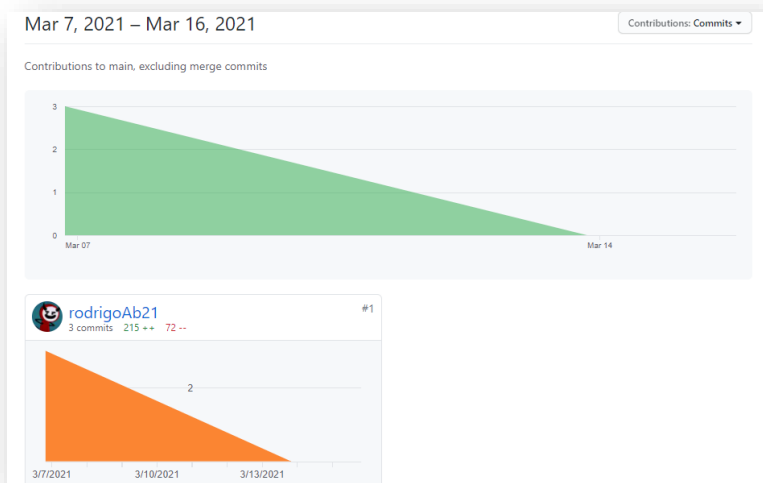 Mar 7, 2021 – Mar 16, 2021
Contributions: Commits
Contributions to main, excluding merge commits
3
2
1
0
Mar 07
Mar 14
rodrigoAb21
#1
3 commits 215 ++ 72 --
2
3/7/2021
3/10/2021
3/13/2021